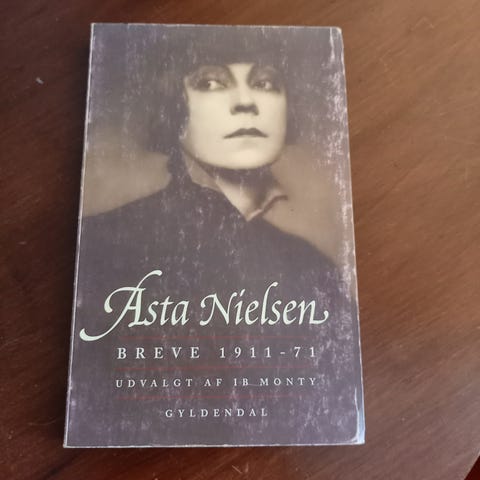 Asta Nielsen
BREVE 1911-71
UDVALGT AF IB MONTY
GYLDENDAL